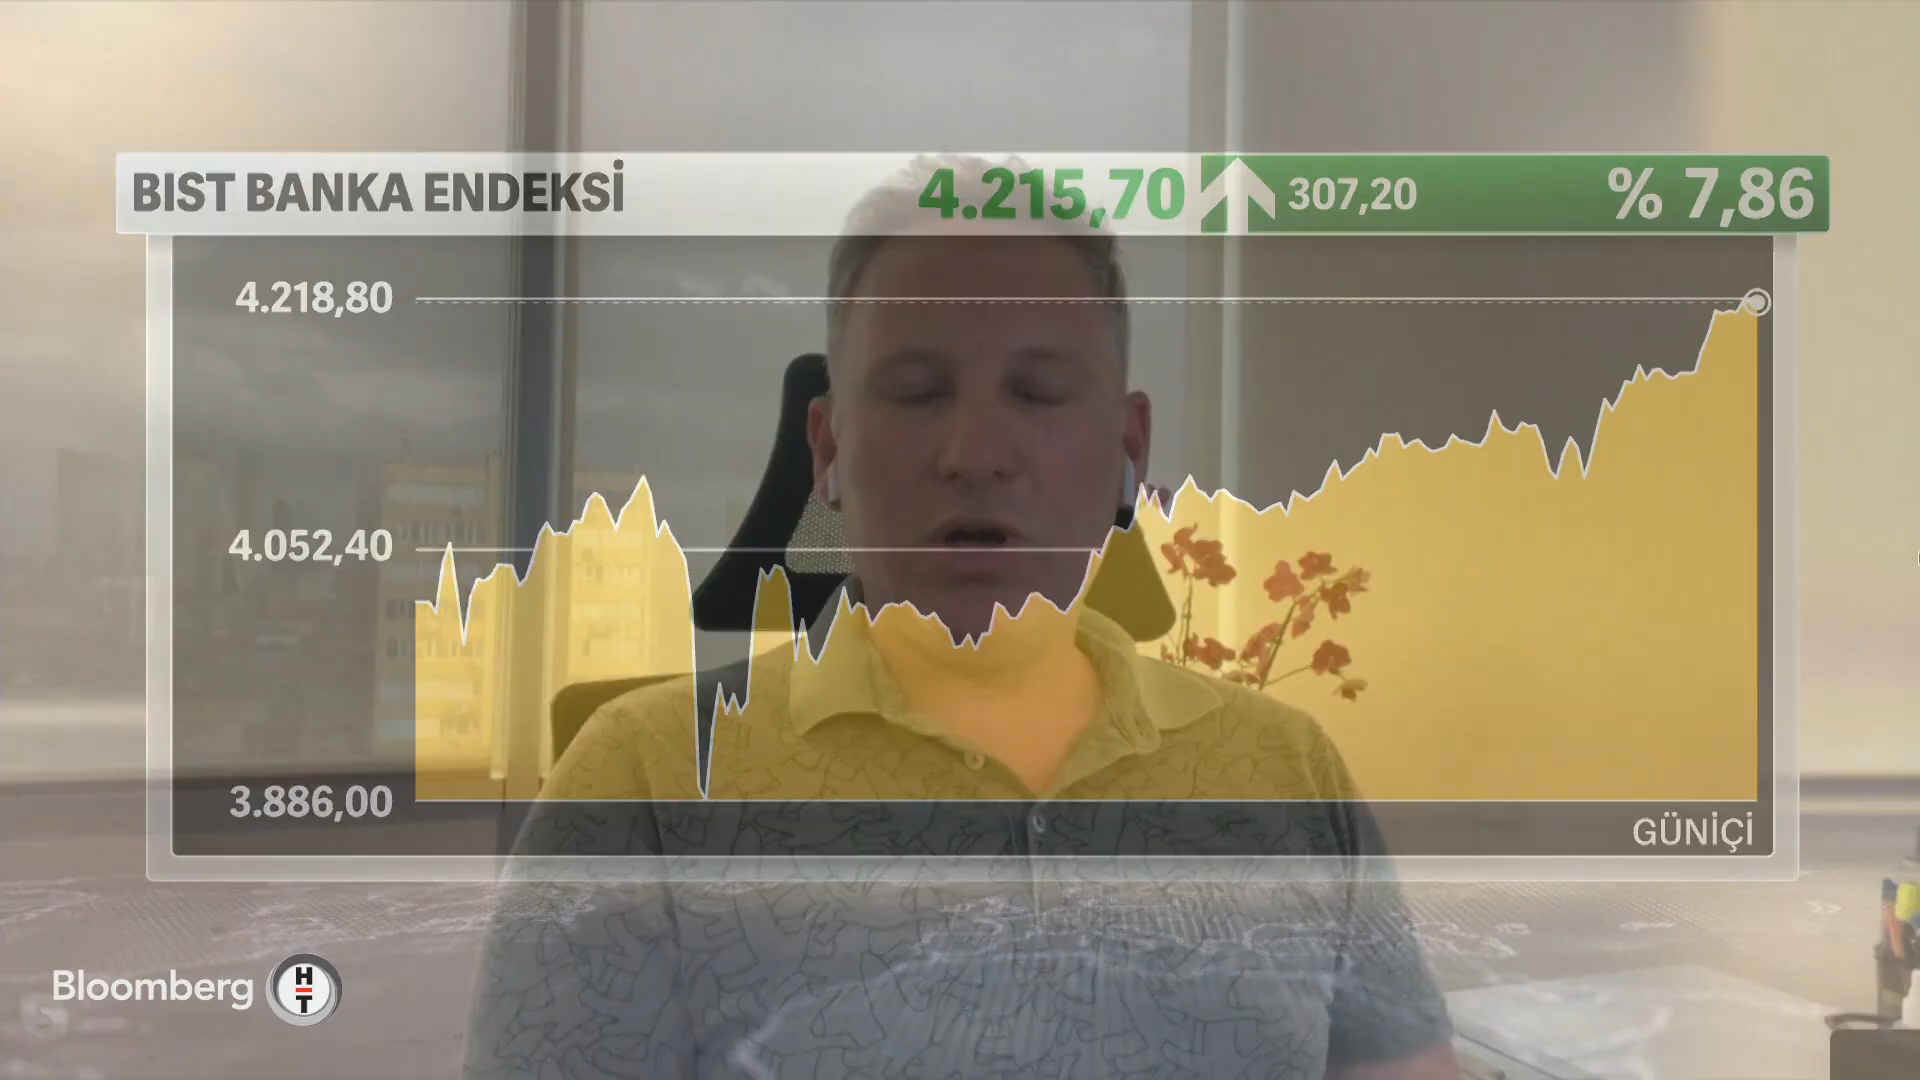 BIST BANKA ENDEKSİ 4.215,70 307,20 % 7,86
4.218,80
4.052,40
3.886,00
GÜNİÇİ
Bloomberg HT